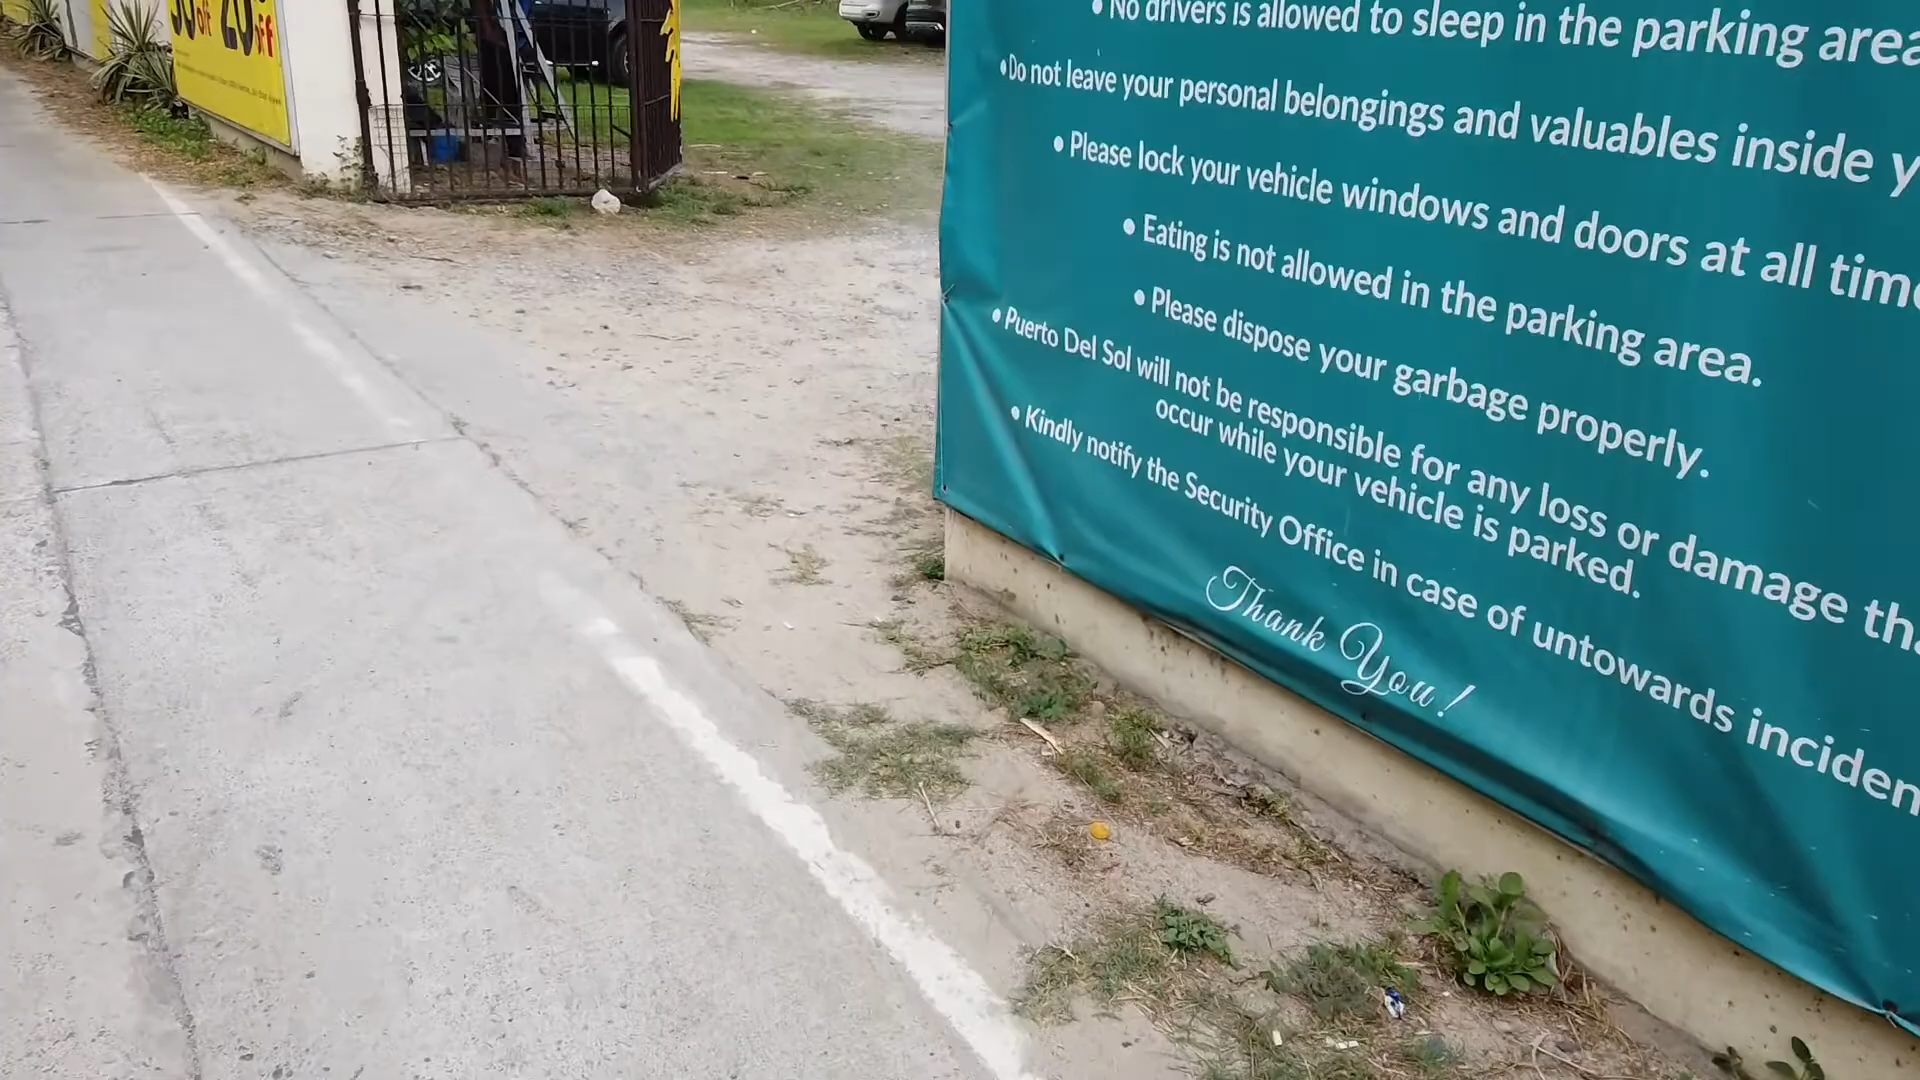 50off 20off
• No drivers is allowed to sleep in the parking area
• Do not leave your personal belongings and valuables inside
• Please lock your vehicle windows and doors at all
• Eating is not allowed in the parking area.
• Please dispose your garbage properly.
• Puerto Del Sol will not be responsible for any loss or damage
occur while your vehicle is parked.
• Kindly notify the Security Office in case of untowards
Thank You!